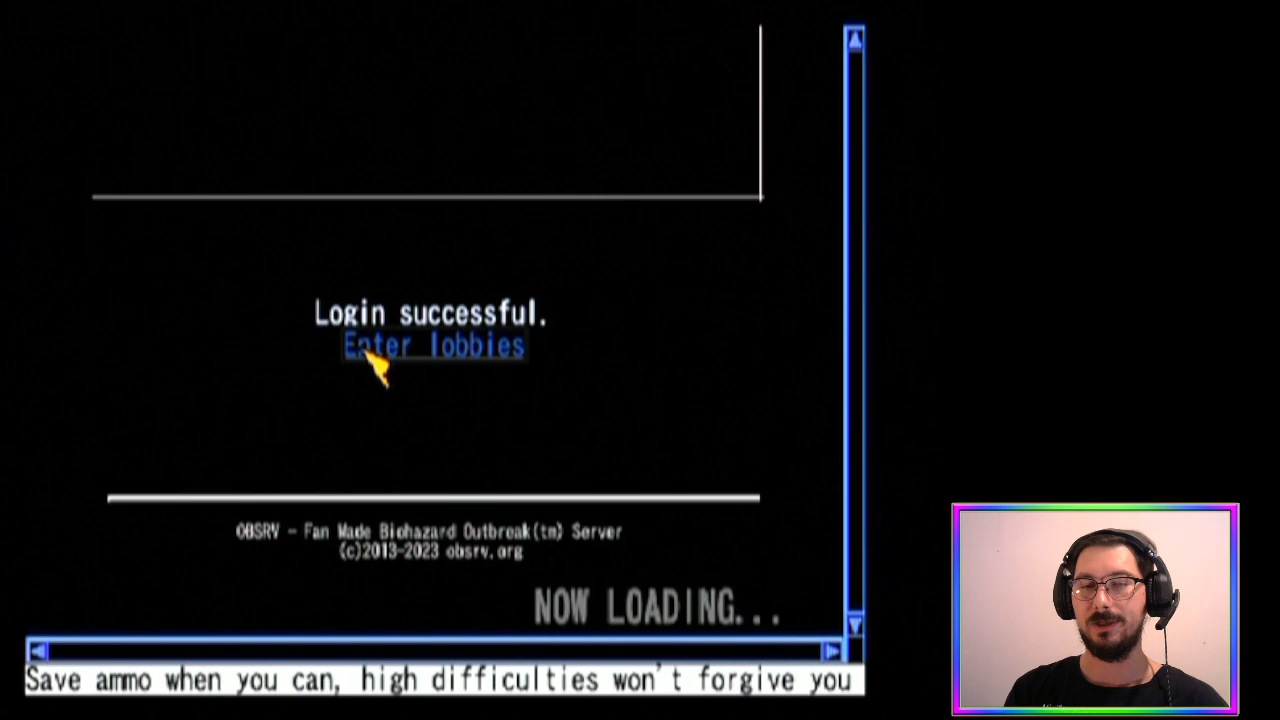 Login successful.
Enter lobbies
OBSRV - Fan Made Biohazard Outbreak(tm) Server
(c)2013-2023 obsrv.org
NOW LOADING...
Save ammo when you can, high difficulties won't forgive you